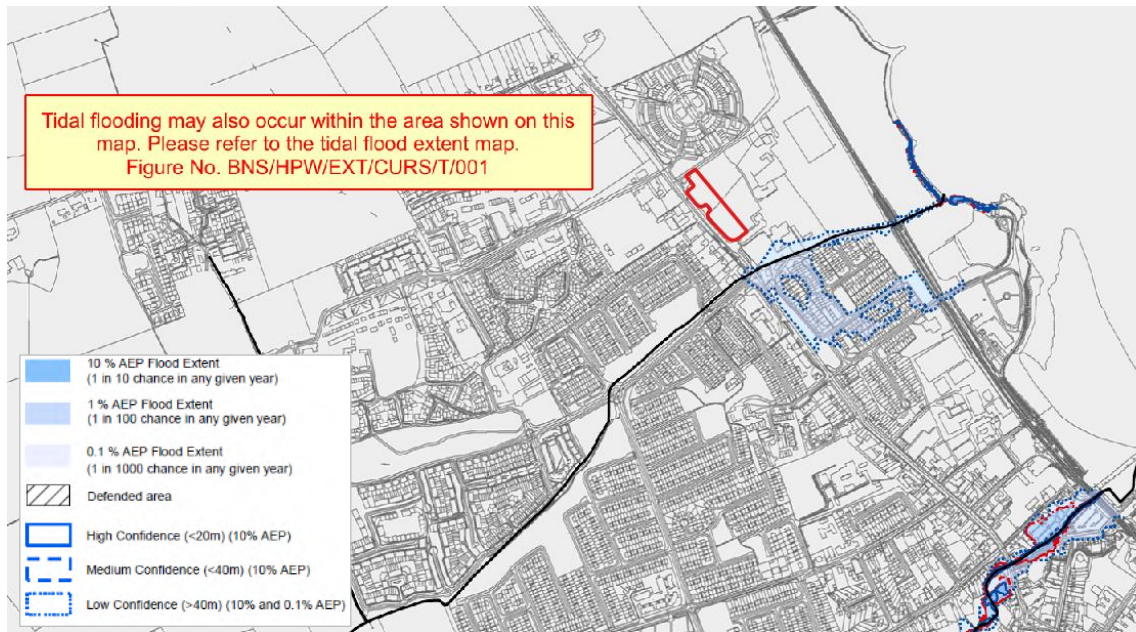 Tidal flooding may also occur within the area shown on this
map. Please refer to the tidal flood extent map.
Figure No. BNS/HPW/EXT/CURS/T/001
10 % AEP Flood Extent
(1 in 10 chance in any given year)
1 % AEP Flood Extent
(1 in 100 chance in any given year)
0.1 % AEP Flood Extent
(1 in 1000 chance in any given year)
Defended area
High Confidence (<20m) (10% AEP)
Medium Confidence (<40m) (10% AEP)
Low Confidence (>40m) (10% and 0.1% AEP)